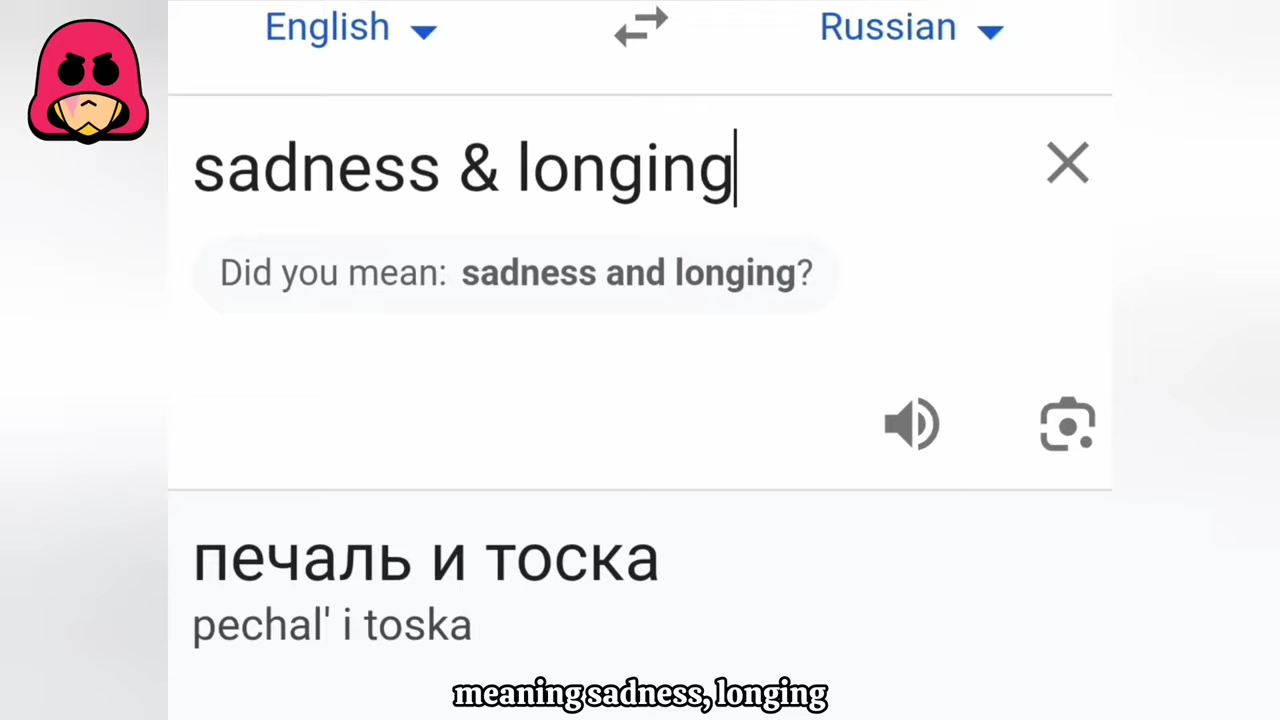 English Russian
sadness & longing
Did you mean: sadness and longing?
печаль и тоска
pechal' i toska
meaning sadness, longing